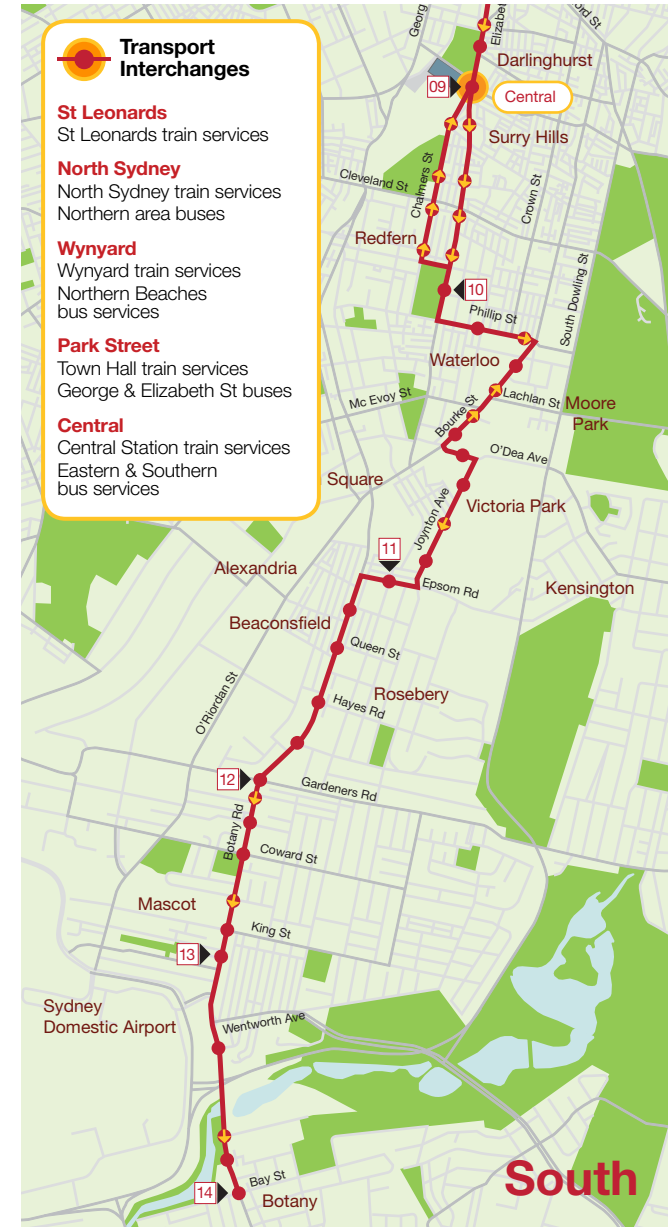 Transport
Interchanges
St Leonards
St Leonards train services
North Sydney
North Sydney train services
Northern area buses
Wynyard
Wynyard train services
Northern Beaches
bus services
Park Street
Town Hall train services
George & Elizabeth St buses
Central
Central Station train services
Eastern & Southern
bus services
Georg
Elizabeth
ord St
Darlinghurst
09
Central
Surry Hills
Cleveland St
Chalmers St
Crown St
Redfern
South Dowling St
10
Phillip St
Waterloo
Mc Evoy St
Lachlan St
Moore
Park
Bourke St
O'Dea Ave
Square
Victoria Park
Joynton Ave
11
Alexandria
Epsom Rd
Kensington
Beaconsfield
Queen St
O'Riordan St
Rosebery
Hayes Rd
12
Gardeners Rd
Botany Rd
Coward St
Mascot
King St
13
Sydney
Domestic Airport
Wentworth Ave
South
Bay St
14
Botany